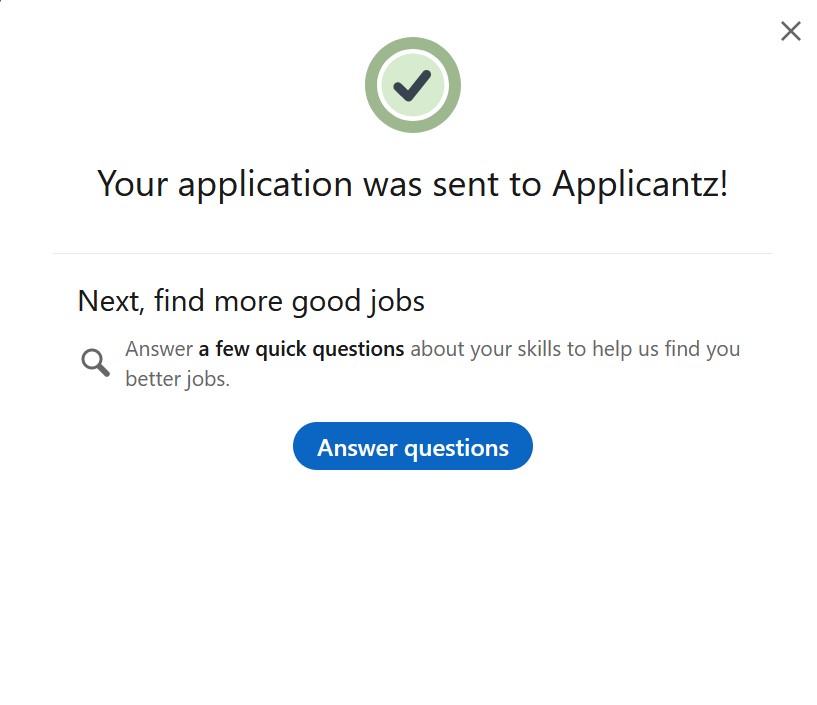 Your application was sent to Applicantz!
Next, find more good jobs
Answer a few quick questions about your skills to help us find you
better jobs.
Answer questions